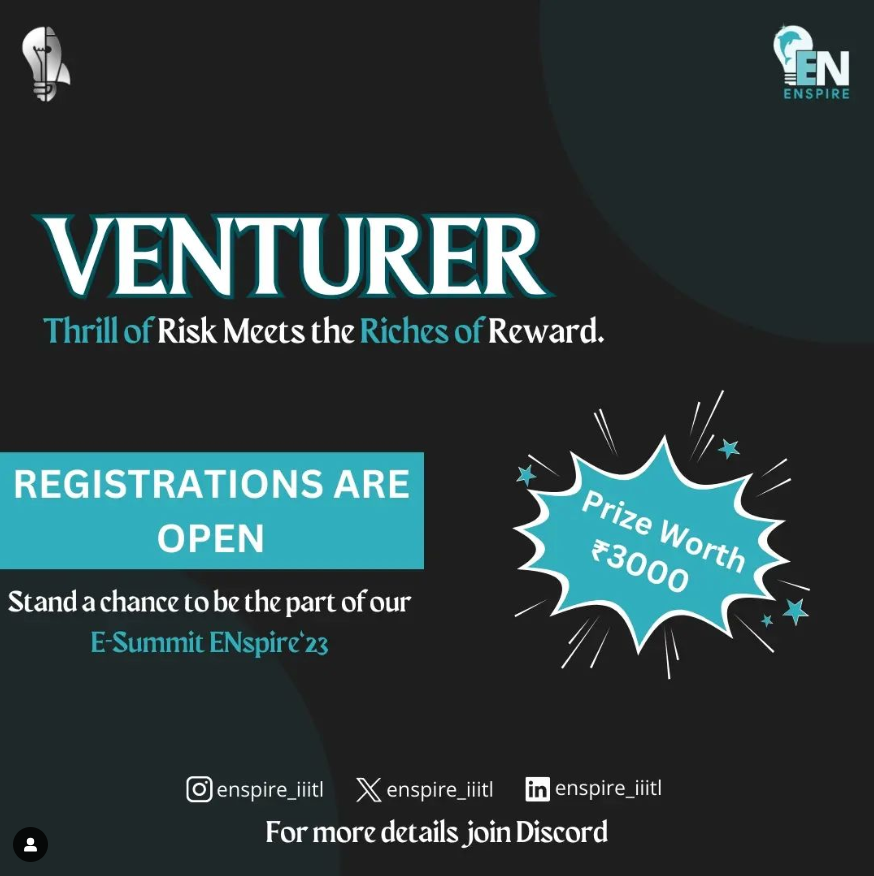 EN
ENSPIRE
VENTURER
Thrill of Risk Meets the Riches of Reward.
REGISTRATIONS ARE
OPEN
Prize Worth
₹3000
Stand a chance to be the part of our
E-Summit ENspire'23
enspire_iiitl enspire_iiitl enspire_iiitl
For more details join Discord